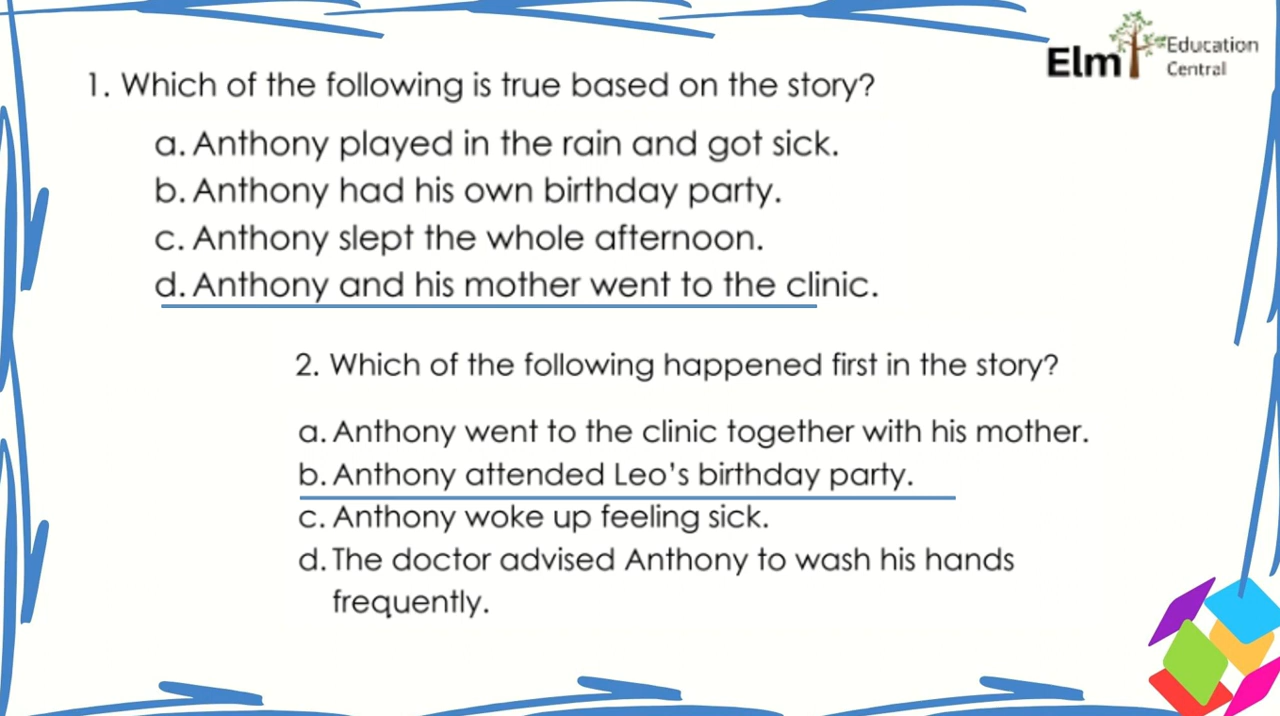 Elm Education
Central
1. Which of the following is true based on the story?
a. Anthony played in the rain and got sick.
b. Anthony had his own birthday party.
c. Anthony slept the whole afternoon.
d. Anthony and his mother went to the clinic.
2. Which of the following happened first in the story?
a. Anthony went to the clinic together with his mother.
b. Anthony attended Leo's birthday party.
c. Anthony woke up feeling sick.
d. The doctor advised Anthony to wash his hands
frequently.